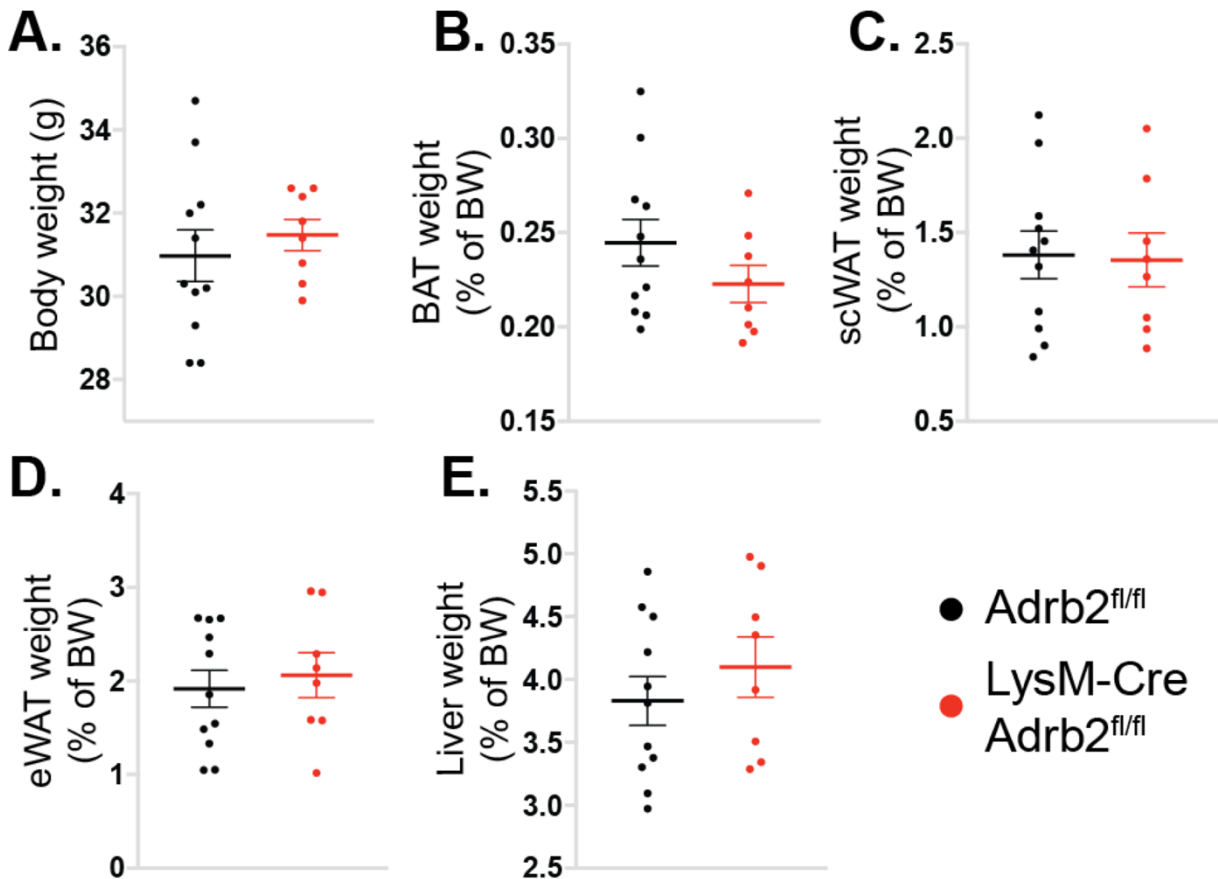 A.
Body weight (g)
36
34
32
30
28
B.
BAT weight
(% of BW)
0.35
0.30
0.25
0.20
0.15
C.
scWAT weight
(% of BW)
2.5
2.0
1.5
1.0
0.5
D.
eWAT weight
(% of BW)
4
3
2
1
0
E.
Liver weight
(% of BW)
5.5
5.0
4.5
4.0
3.5
3.0
2.5
Adrb2fl/fl
LysM-Cre
Adrb2fl/fl